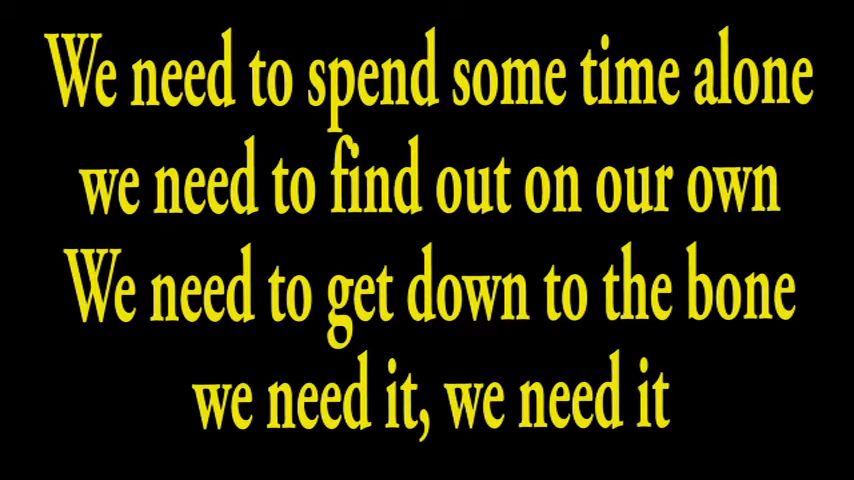 We need to spend some time alone
we need to find out on our own
We need to get down to the bone
we need it, we need it